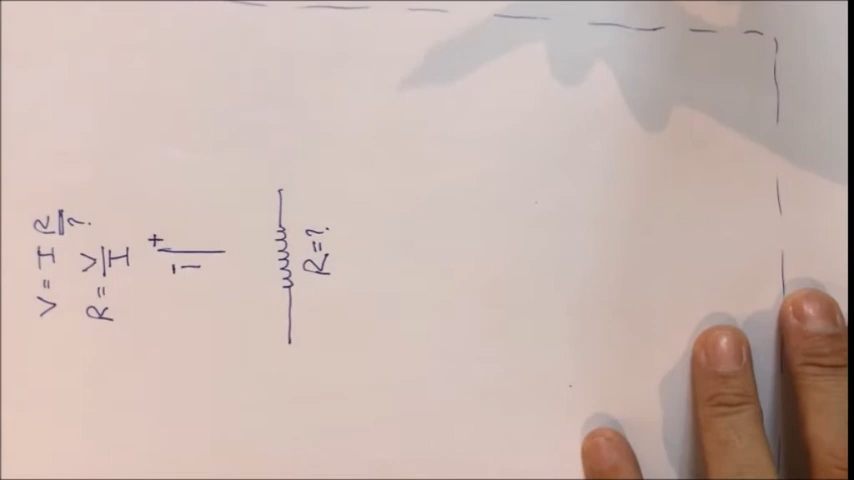 V = I R
?
R = V/I
+
-
R=?